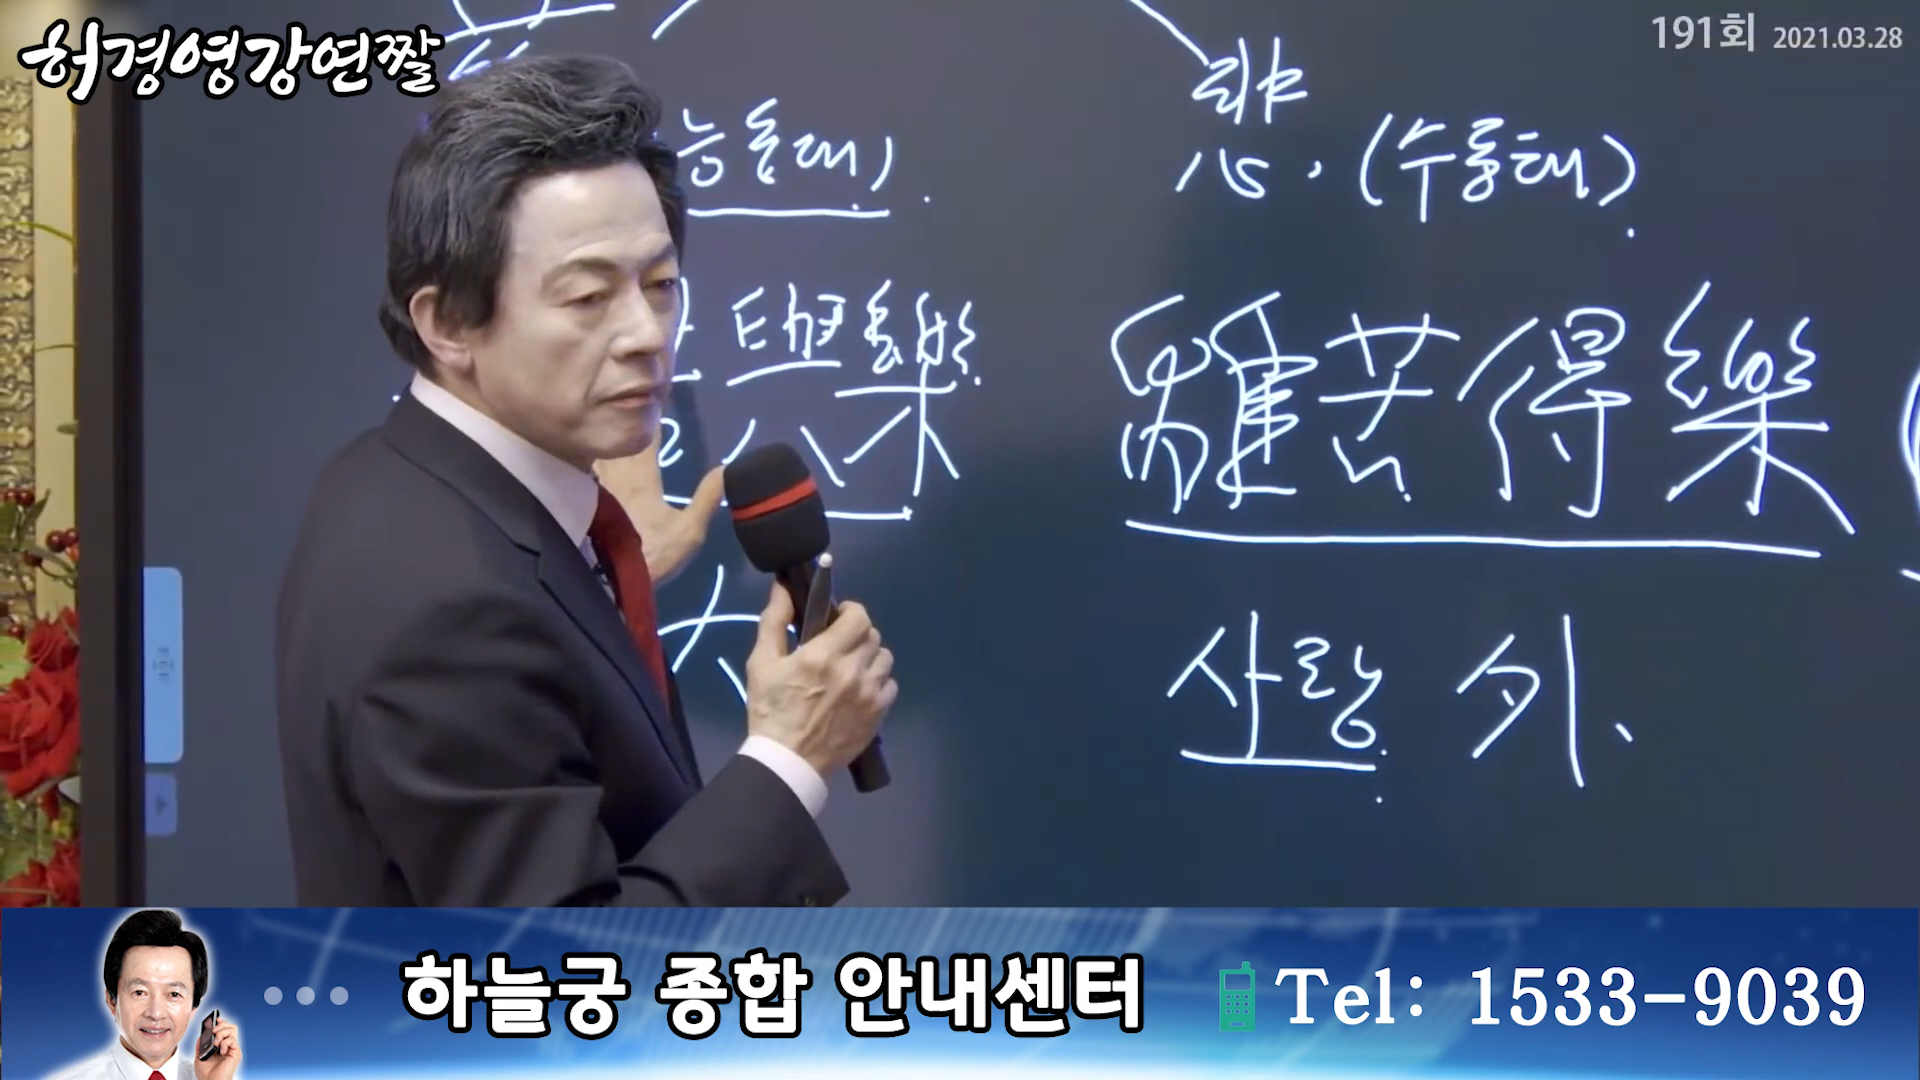 허경영강연짤
191회 2021.03.28
悲, (수동태)
능동태)
與樂
離苦得樂
사랑 外
하늘궁 종합 안내센터 Tel: 1533-9039